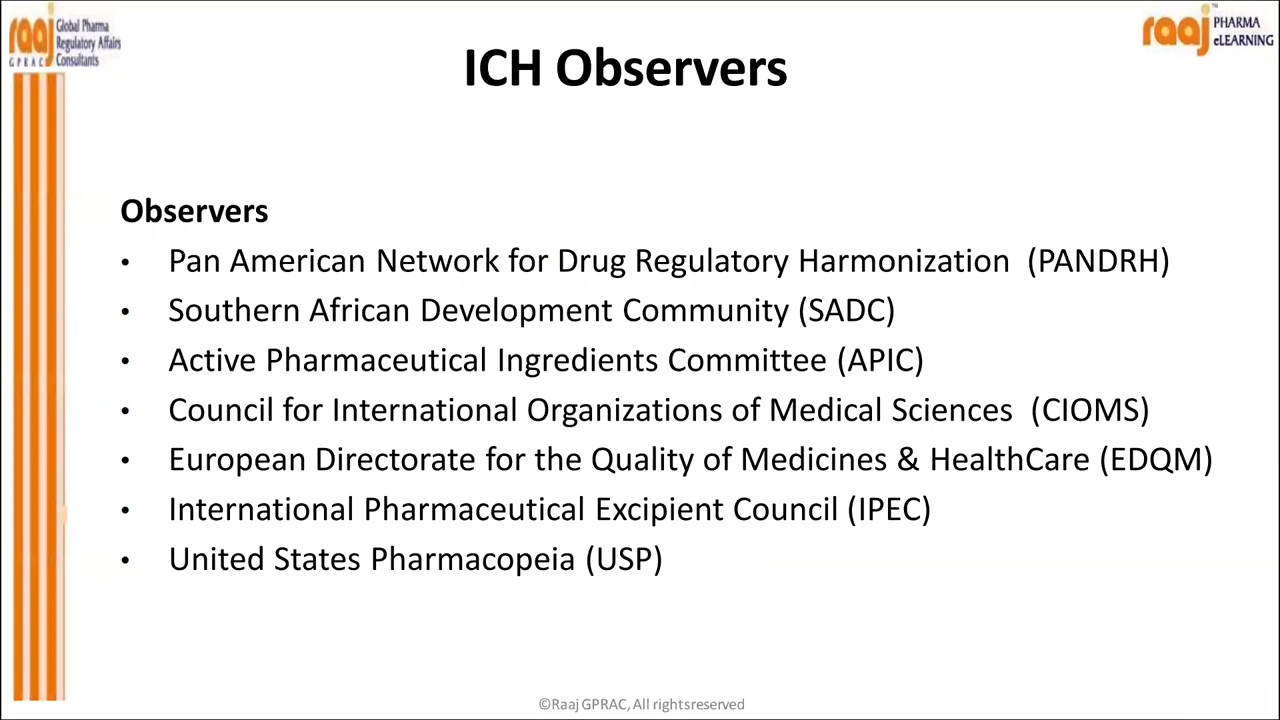 raaj Global Pharma
Regulatory Affairs
GPRAC Consultants
raaj™ PHARMA
eLEARNING
ICH Observers
Observers
• Pan American Network for Drug Regulatory Harmonization (PANDRH)
• Southern African Development Community (SADC)
• Active Pharmaceutical Ingredients Committee (APIC)
• Council for International Organizations of Medical Sciences (CIOMS)
• European Directorate for the Quality of Medicines & HealthCare (EDQM)
• International Pharmaceutical Excipient Council (IPEC)
• United States Pharmacopeia (USP)
©Raaj GPRAC, All rightsreserved